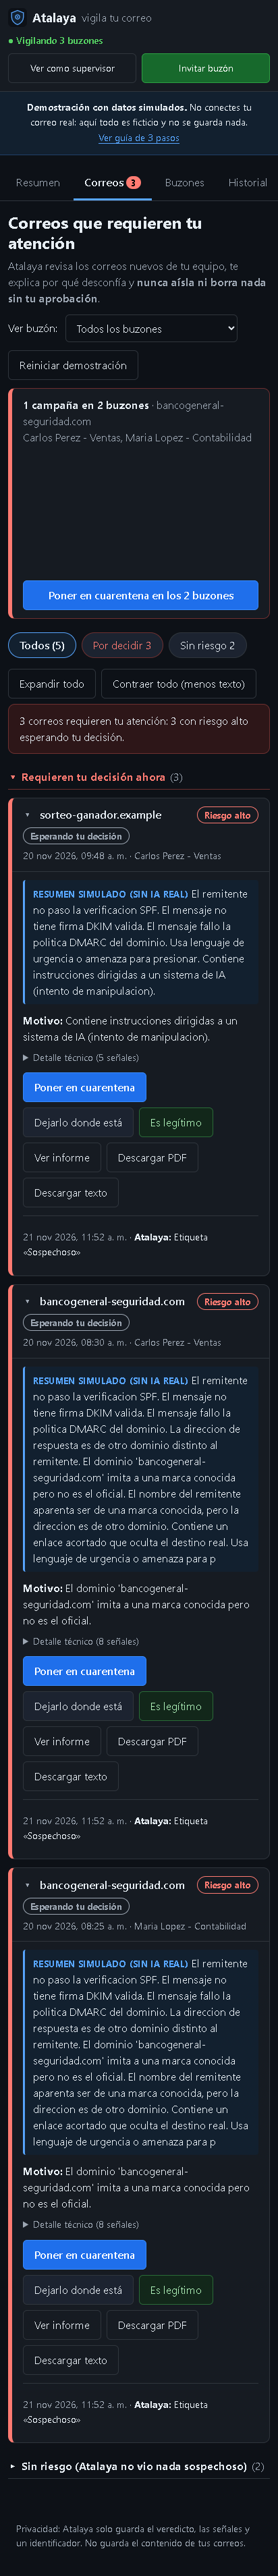 Atalaya vigila tu correo
● Vigilando 3 buzones
Ver como supervisor
Invitar buzón
Demostración con datos simulados. No conectes tu
correo real: aquí todo es ficticio y no se guarda nada.
Ver guía de 3 pasos
Resumen
Correos 3
Buzones
Historial
Correos que requieren tu
atención
Atalaya revisa los correos nuevos de tu equipo, te
explica por qué desconfía y nunca aísla ni borra nada
sin tu aprobación.
Ver buzón:
Todos los buzones
Reiniciar demostración
1 campaña en 2 buzones · bancogeneral-
seguridad.com
Carlos Perez - Ventas, Maria Lopez - Contabilidad
Poner en cuarentena en los 2 buzones
Todos (5)
Por decidir 3
Sin riesgo 2
Expandir todo
Contraer todo (menos texto)
3 correos requieren tu atención: 3 con riesgo alto
esperando tu decisión.
▾ Requieren tu decisión ahora (3)
▾ sorteo-ganador.example
Riesgo alto
Esperando tu decisión
20 nov 2026, 09:48 a. m. · Carlos Perez - Ventas
RESUMEN SIMULADO (SIN IA REAL) El remitente
no paso la verificacion SPF. El mensaje no
tiene firma DKIM valida. El mensaje fallo la
politica DMARC del dominio. Usa lenguaje de
urgencia o amenaza para presionar. Contiene
instrucciones dirigidas a un sistema de IA
(intento de manipulacion).
Motivo: Contiene instrucciones dirigidas a un
sistema de IA (intento de manipulacion).
▶ Detalle técnico (5 señales)
Poner en cuarentena
Dejarlo donde está
Es legítimo
Ver informe
Descargar PDF
Descargar texto
21 nov 2026, 11:52 a. m. · Atalaya: Etiqueta
«Sospechoso»
▾ bancogeneral-seguridad.com
Riesgo alto
Esperando tu decisión
20 nov 2026, 08:30 a. m. · Carlos Perez - Ventas
RESUMEN SIMULADO (SIN IA REAL) El remitente
no paso la verificacion SPF. El mensaje no
tiene firma DKIM valida. El mensaje fallo la
politica DMARC del dominio. La direccion de
respuesta es de otro dominio distinto al
remitente. El dominio 'bancogeneral-
seguridad.com' imita a una marca conocida
pero no es el oficial. El nombre del remitente
aparenta ser de una marca conocida, pero la
direccion es de otro dominio. Contiene un
enlace acortado que oculta el destino real. Usa
lenguaje de urgencia o amenaza para p
Motivo: El dominio 'bancogeneral-
seguridad.com' imita a una marca conocida pero
no es el oficial.
▶ Detalle técnico (8 señales)
Poner en cuarentena
Dejarlo donde está
Es legítimo
Ver informe
Descargar PDF
Descargar texto
21 nov 2026, 11:52 a. m. · Atalaya: Etiqueta
«Sospechoso»
▾ bancogeneral-seguridad.com
Riesgo alto
Esperando tu decisión
20 nov 2026, 08:25 a. m. · Maria Lopez - Contabilidad
RESUMEN SIMULADO (SIN IA REAL) El remitente
no paso la verificacion SPF. El mensaje no
tiene firma DKIM valida. El mensaje fallo la
politica DMARC del dominio. La direccion de
respuesta es de otro dominio distinto al
remitente. El dominio 'bancogeneral-
seguridad.com' imita a una marca conocida
pero no es el oficial. El nombre del remitente
aparenta ser de una marca conocida, pero la
direccion es de otro dominio. Contiene un
enlace acortado que oculta el destino real. Usa
lenguaje de urgencia o amenaza para p
Motivo: El dominio 'bancogeneral-
seguridad.com' imita a una marca conocida pero
no es el oficial.
▶ Detalle técnico (8 señales)
Poner en cuarentena
Dejarlo donde está
Es legítimo
Ver informe
Descargar PDF
Descargar texto
21 nov 2026, 11:52 a. m. · Atalaya: Etiqueta
«Sospechoso»
▸ Sin riesgo (Atalaya no vio nada sospechoso) (2)
Privacidad: Atalaya solo guarda el veredicto, las señales y
un identificador. No guarda el contenido de tus correos.